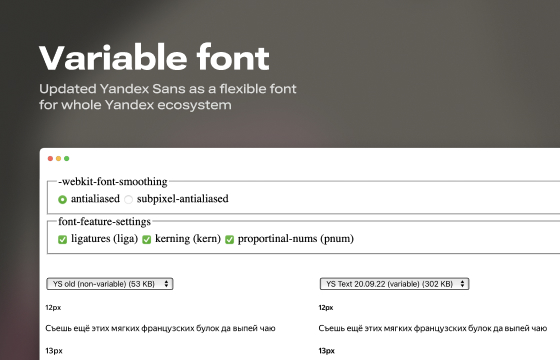 Variable font
Updated Yandex Sans as a flexible font
for whole Yandex ecosystem
-webkit-font-smoothing
antialiased subpixel-antialiased
font-feature-settings
ligatures (liga) kerning (kern) proportinal-nums (pnum)
YS old (non-variable) (53 KB) YS Text 20.09.22 (variable) (302 KB)
12px 12px
Съешь ещё этих мягких французских булок да выпей чаю Съешь ещё этих мягких французских булок да выпей чаю
13px 13px